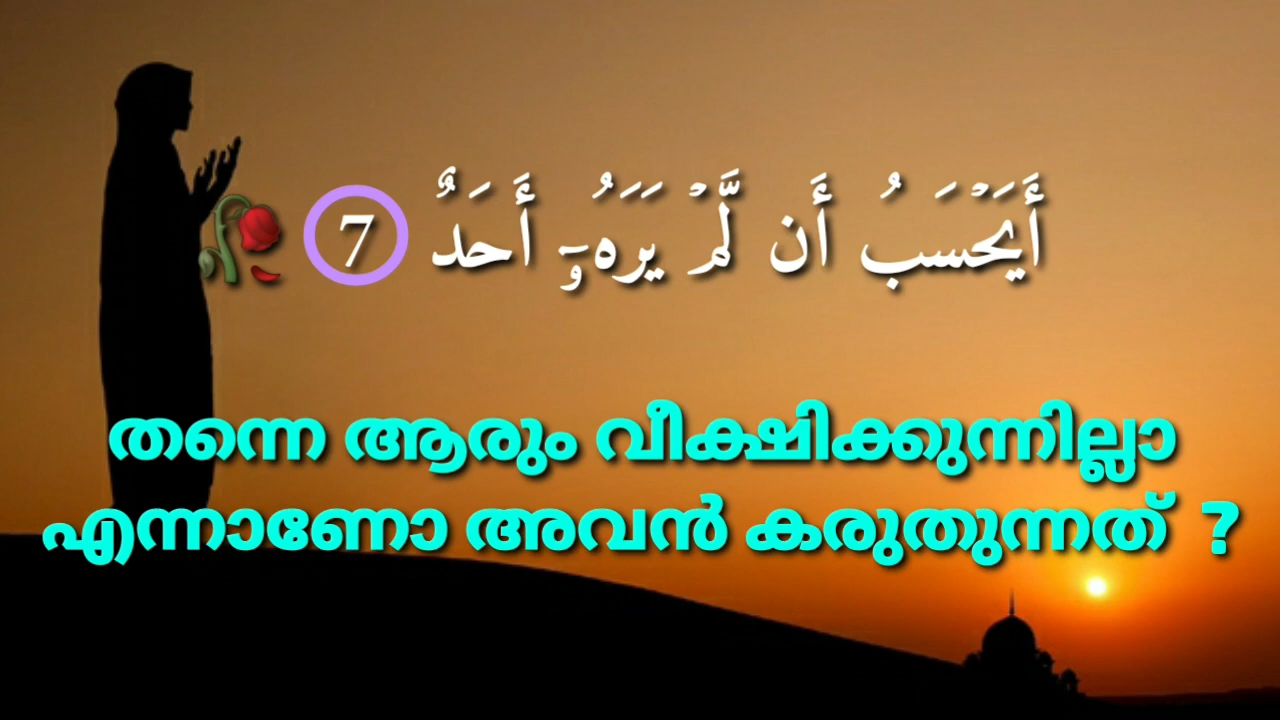 أَيَحْسَبُ أَن لَّمْ يَرَهُۥٓ أَحَدٌ 7
തന്നെ ആരും വീക്ഷിക്കുന്നില്ലാ
എന്നാണോ അവൻ കരുതുന്നത് ?